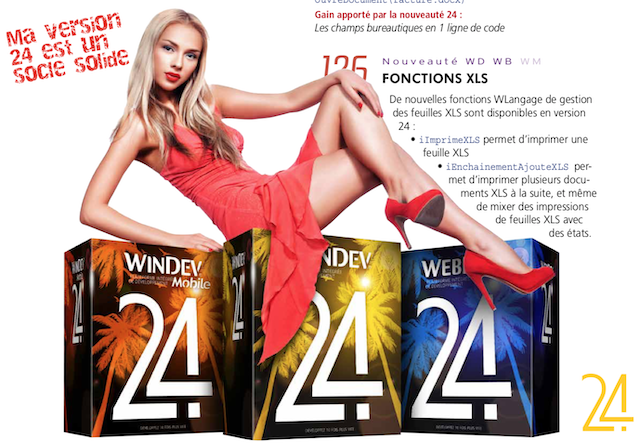 ouvreDocument(facture.docx)
Gain apporté par la nouveauté 24 :
Les champs bureautiques en 1 ligne de code
Ma version
24 est un
socle solide
126
Nouveauté WD WB WM
FONCTIONS XLS
De nouvelles fonctions WLangage de gestion
des feuilles XLS sont disponibles en version
24 :
• iImprimeXLS permet d’imprimer une
feuille XLS
• iEnchainementAjouteXLS per-
met d’imprimer plusieurs docu-
ments XLS à la suite, et même
de mixer des impressions
de feuilles XLS avec
des états.
WINDEV
Mobile
DE DÉVELOPPEMENT
24
WINDEV
24
WEB
24
24